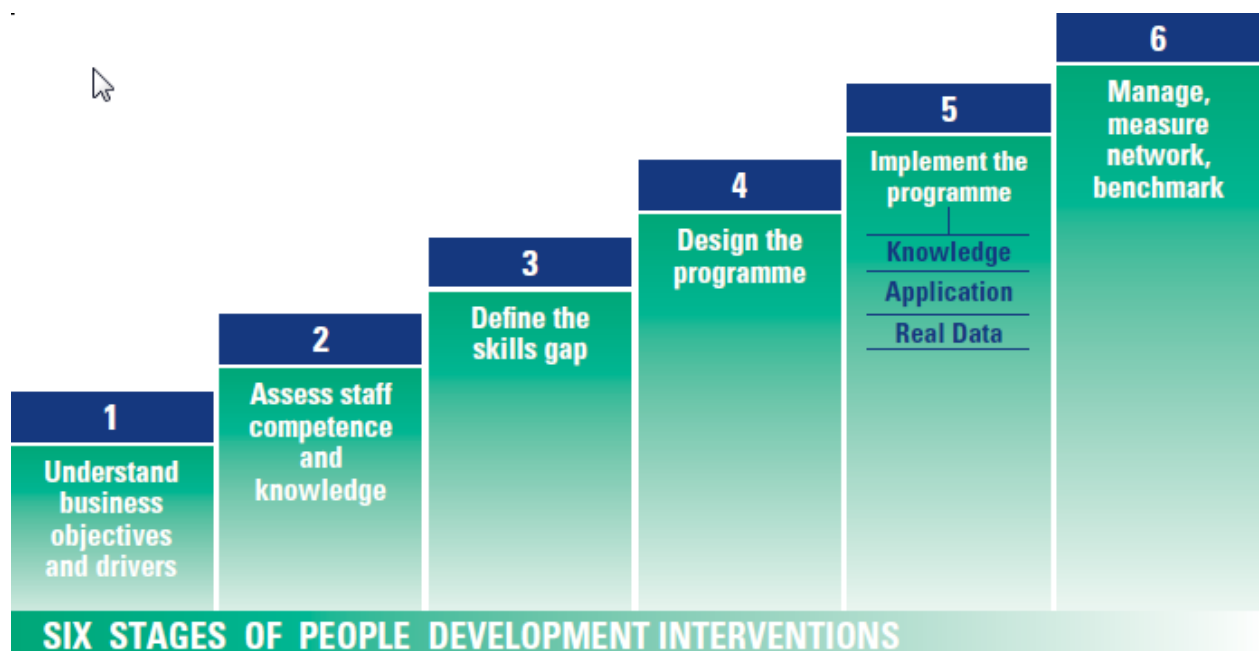 1
Understand
business
objectives
and drivers
2
Assess staff
competence
and
knowledge
3
Define the
skills gap
4
Design the
programme
5
Implement the
programme
Knowledge
Application
Real Data
6
Manage,
measure
network,
benchmark
SIX STAGES OF PEOPLE DEVELOPMENT INTERVENTIONS